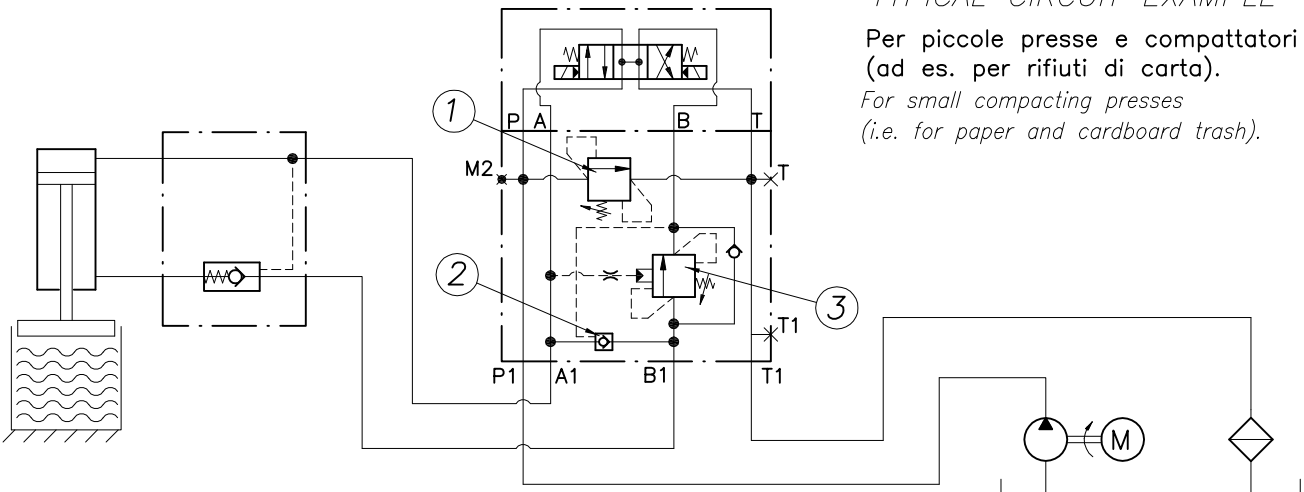 TYPICAL CIRCUIT EXAMPLE
Per piccole presse e compattatori
(ad es. per rifiuti di carta).
For small compacting presses
(i.e. for paper and cardboard trash).
P A B T
1
M2 T
2
3
T1
P1 A1 B1 T1
M